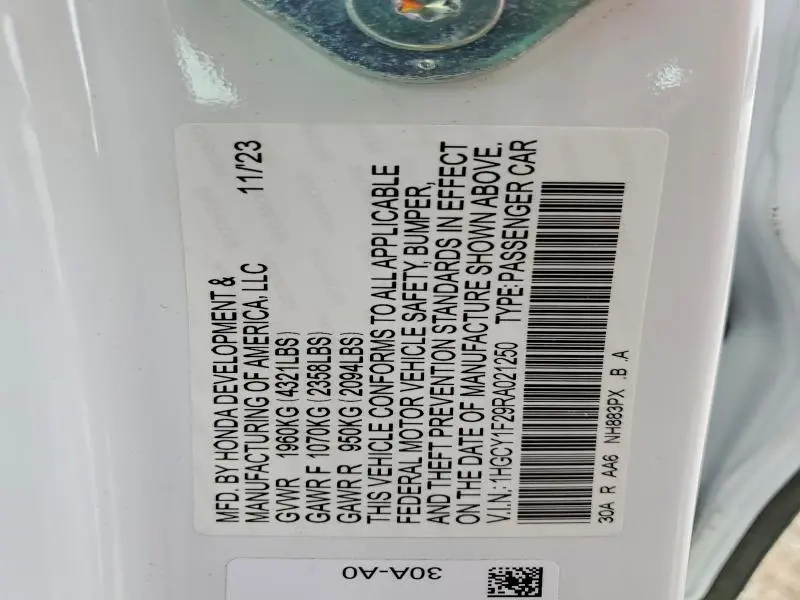 MFD. BY HONDA DEVELOPMENT &
MANUFACTURING OF AMERICA, LLC 11/'23
GVWR 1960KG (4321LBS)
GAWR F 1070KG (2358LBS)
GAWR R 950KG (2094LBS)
THIS VEHICLE CONFORMS TO ALL APPLICABLE
FEDERAL MOTOR VEHICLE SAFETY, BUMPER,
AND THEFT PREVENTION STANDARDS IN EFFECT
ON THE DATE OF MANUFACTURE SHOWN ABOVE.
V.I.N.: 1HGCY1F29RA021250 TYPE: PASSENGER CAR
30A R AA6 NH883PX .B .A
30A-A0